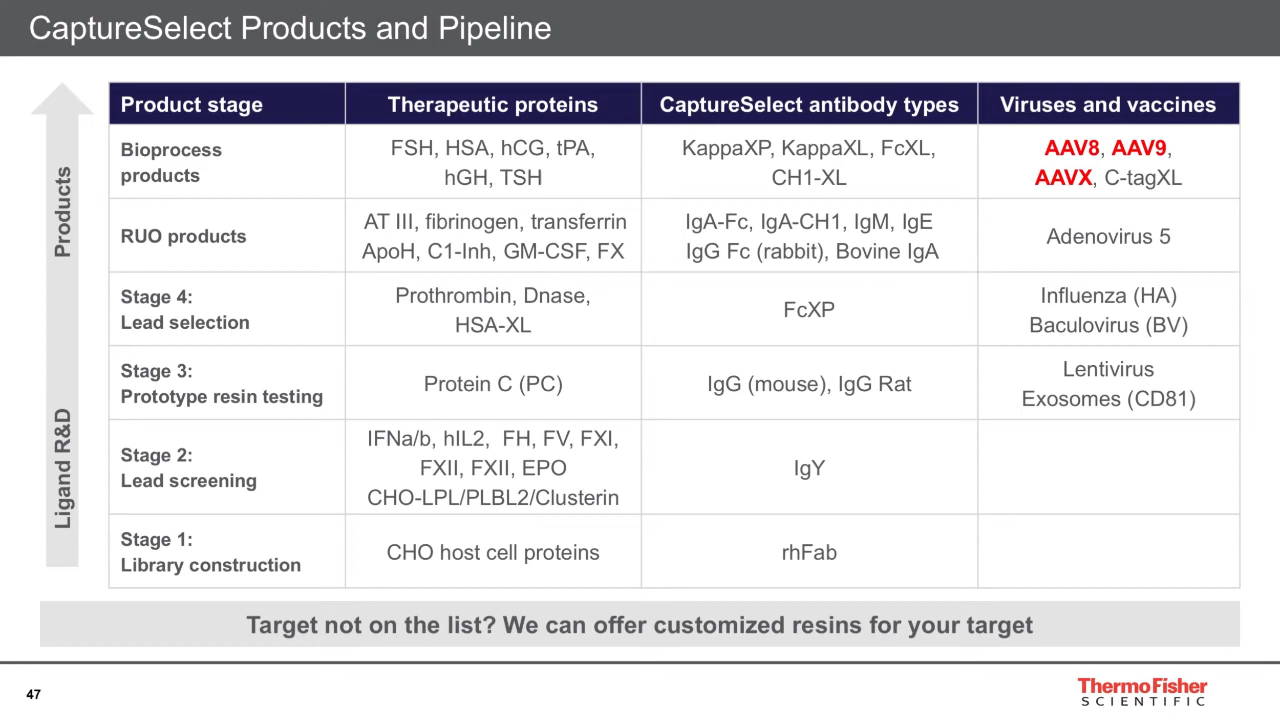 CaptureSelect Products and Pipeline
Product stage
Therapeutic proteins
CaptureSelect antibody types
Viruses and vaccines
Bioprocess
products
FSH, HSA, hCG, tPA,
hGH, TSH
KappaXP, KappaXL, FcXL,
CH1-XL
AAV8, AAV9,
AAVX, C-tagXL
RUO products
AT III, fibrinogen, transferrin
ApoH, C1-Inh, GM-CSF, FX
IgA-Fc, IgA-CH1, IgM, IgE
IgG Fc (rabbit), Bovine IgA
Adenovirus 5
Stage 4:
Lead selection
Prothrombin, Dnase,
HSA-XL
FcXP
Influenza (HA)
Baculovirus (BV)
Stage 3:
Prototype resin testing
Protein C (PC)
IgG (mouse), IgG Rat
Lentivirus
Exosomes (CD81)
Stage 2:
Lead screening
IFNa/b, hIL2, FH, FV, FXI,
FXII, FXII, EPO
CHO-LPL/PLBL2/Clusterin
IgY
Stage 1:
Library construction
CHO host cell proteins
rhFab
Products
Ligand R&D
Target not on the list? We can offer customized resins for your target
47
ThermoFisher
SCIENTIFIC